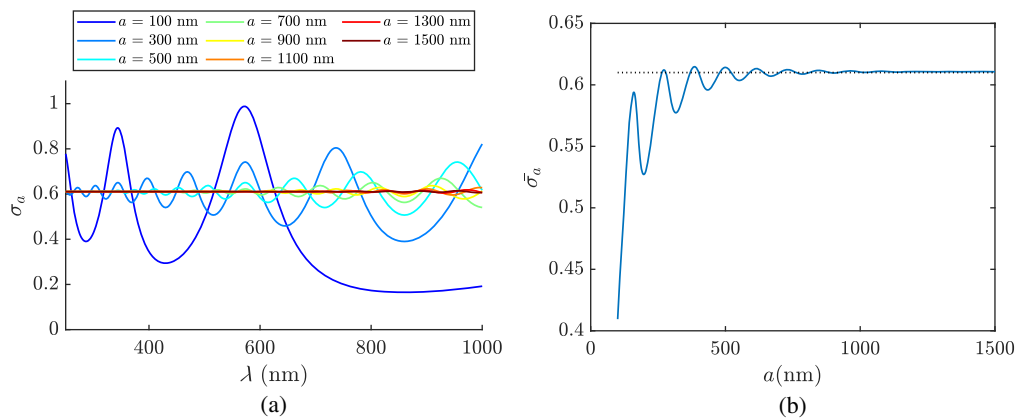 a = 100 nm a = 700 nm a = 1300 nm
a = 300 nm a = 900 nm a = 1500 nm
a = 500 nm a = 1100 nm
1
0.8
0.6
0.4
0.2
0
σₐ
400 600 800 1000
λ (nm)
(a)
0.65
0.6
0.55
0.5
0.45
0.4
σ̄ₐ
0 500 1000 1500
a(nm)
(b)